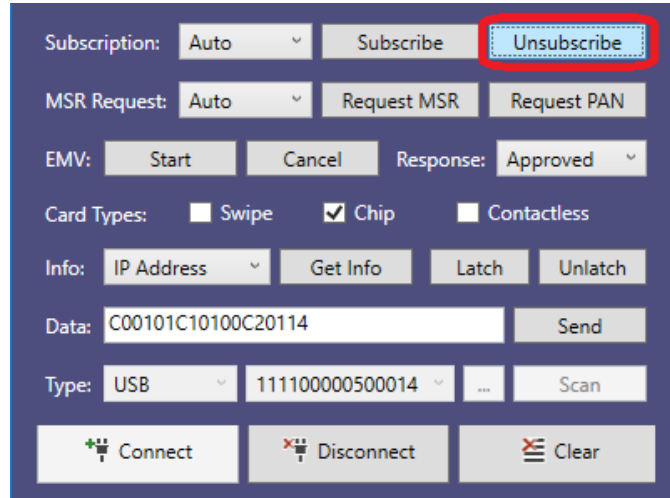 Subscription: Auto Subscribe Unsubscribe
MSR Request: Auto Request MSR Request PAN
EMV: Start Cancel Response: Approved
Card Types: Swipe Chip Contactless
Info: IP Address Get Info Latch Unlatch
Data: C00101C10100C20114 Send
Type: USB 111100000500014 ... Scan
Connect Disconnect Clear